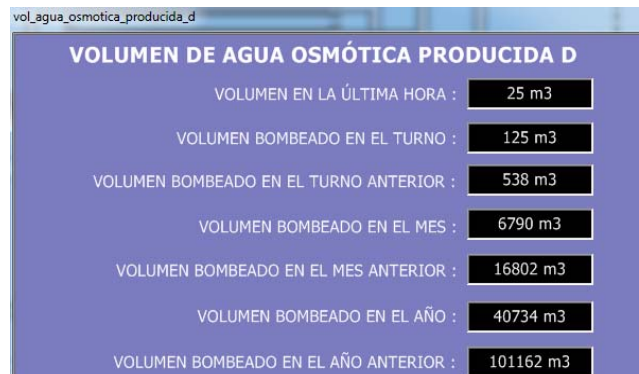 vol_agua_osmotica_producida_d
VOLUMEN DE AGUA OSMÓTICA PRODUCIDA D
VOLUMEN EN LA ÚLTIMA HORA : 25 m3
VOLUMEN BOMBEADO EN EL TURNO : 125 m3
VOLUMEN BOMBEADO EN EL TURNO ANTERIOR : 538 m3
VOLUMEN BOMBEADO EN EL MES : 6790 m3
VOLUMEN BOMBEADO EN EL MES ANTERIOR : 16802 m3
VOLUMEN BOMBEADO EN EL AÑO : 40734 m3
VOLUMEN BOMBEADO EN EL AÑO ANTERIOR : 101162 m3